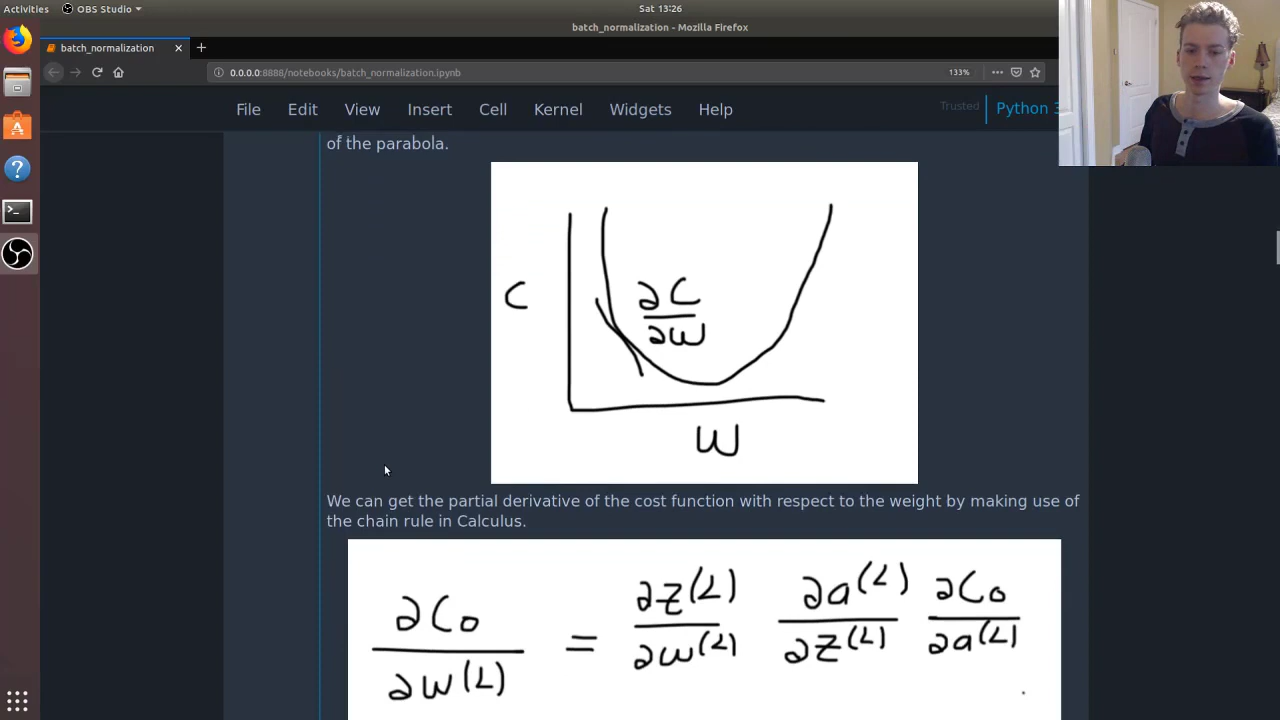 Activities OBS Studio Sat 13:26
batch_normalization - Mozilla Firefox
batch_normalization
0.0.0.0:8888/notebooks/batch_normalization.ipynb 133%
File Edit View Insert Cell Kernel Widgets Help Trusted Python 3
of the parabola.
C
∂C
∂w
w
We can get the partial derivative of the cost function with respect to the weight by making use of
the chain rule in Calculus.
∂C₀ / ∂w(L) = ∂z(L) / ∂w(L) ∂a(L) / ∂z(L) ∂C₀ / ∂a(L)